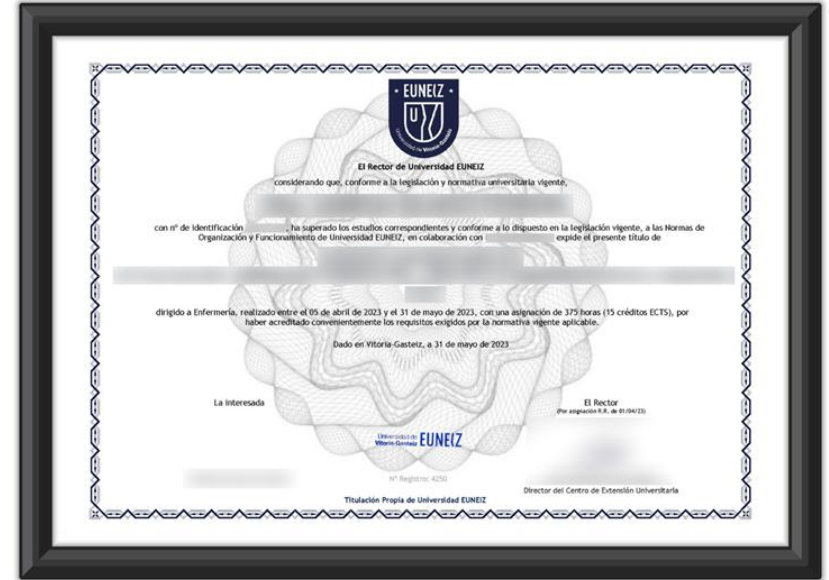 · EUNEIZ ·
Universidad de Vitoria-Gasteiz
El Rector de Universidad EUNEIZ
considerando que, conforme a la legislación y normativa universitaria vigente,
con nº de identificación , ha superado los estudios correspondientes y conforme a lo dispuesto en la legislación vigente, a las Normas de
Organización y Funcionamiento de Universidad EUNEIZ, en colaboración con expide el presente título de
dirigido a Enfermería, realizado entre el 05 de abril de 2023 y el 31 de mayo de 2023, con una asignación de 375 horas (15 créditos ECTS), por
haber acreditado convenientemente los requisitos exigidos por la normativa vigente aplicable.
Dado en Vitoria-Gasteiz, a 31 de mayo de 2023
La interesada
El Rector
(Por asignación R.R. de 01/04/23)
Universidad de
Vitoria-Gasteiz EUNEIZ
Nº Registro: 4250
Director del Centro de Extensión Universitaria
Titulación Propia de Universidad EUNEIZ